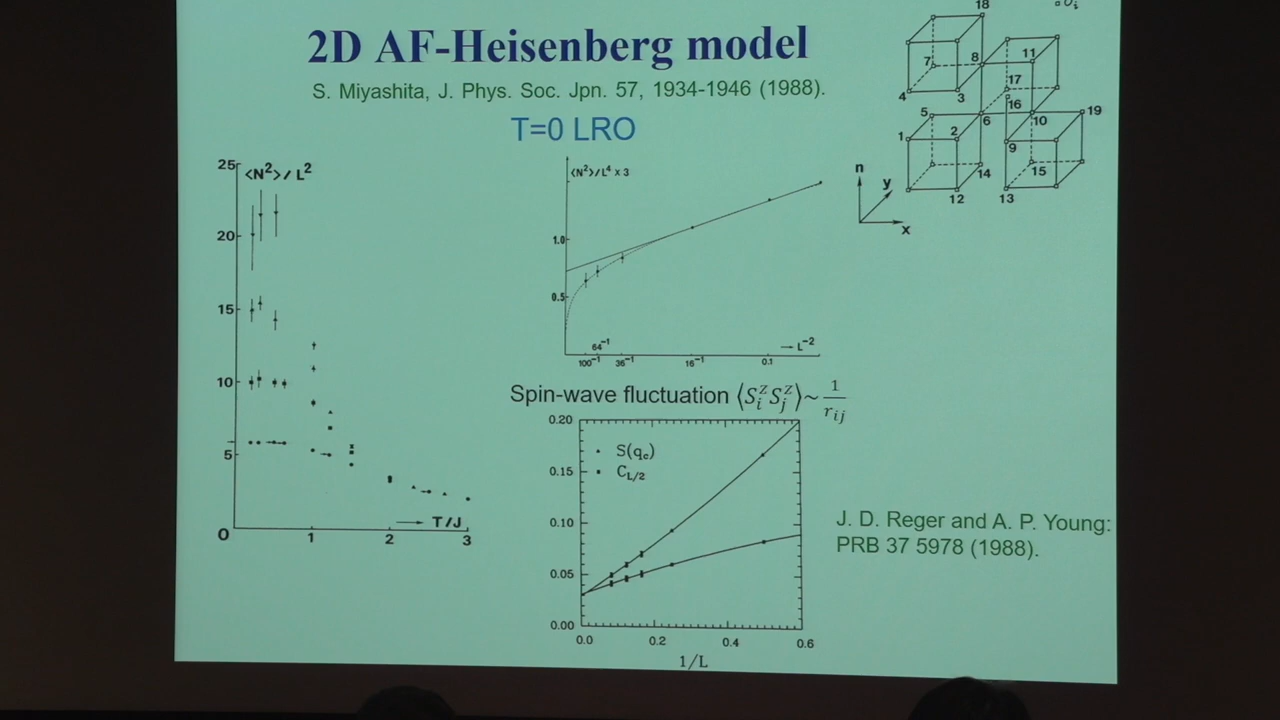 2D AF-Heisenberg model
S. Miyashita, J. Phys. Soc. Jpn. 57, 1934-1946 (1988).
T=0 LRO
25
⟨N²⟩/L²
20
15
10
5
0
1
2
3
T/J
⟨N²⟩/L⁴ x 3
1.0
0.5
64⁻¹
100⁻¹
36⁻¹
16⁻¹
0.1
L⁻²
18
7
8
11
17
4
3
16
5
6
10
19
1
2
9
14
15
12
13
n
y
x
Spin-wave fluctuation ⟨SᵢᶻSⱼᶻ⟩~ 1/rᵢⱼ
0.20
S(q_c)
C_{L/2}
0.15
0.10
0.05
0.00
0.0
0.2
0.4
0.6
1/L
J. D. Reger and A. P. Young:
PRB 37 5978 (1988).